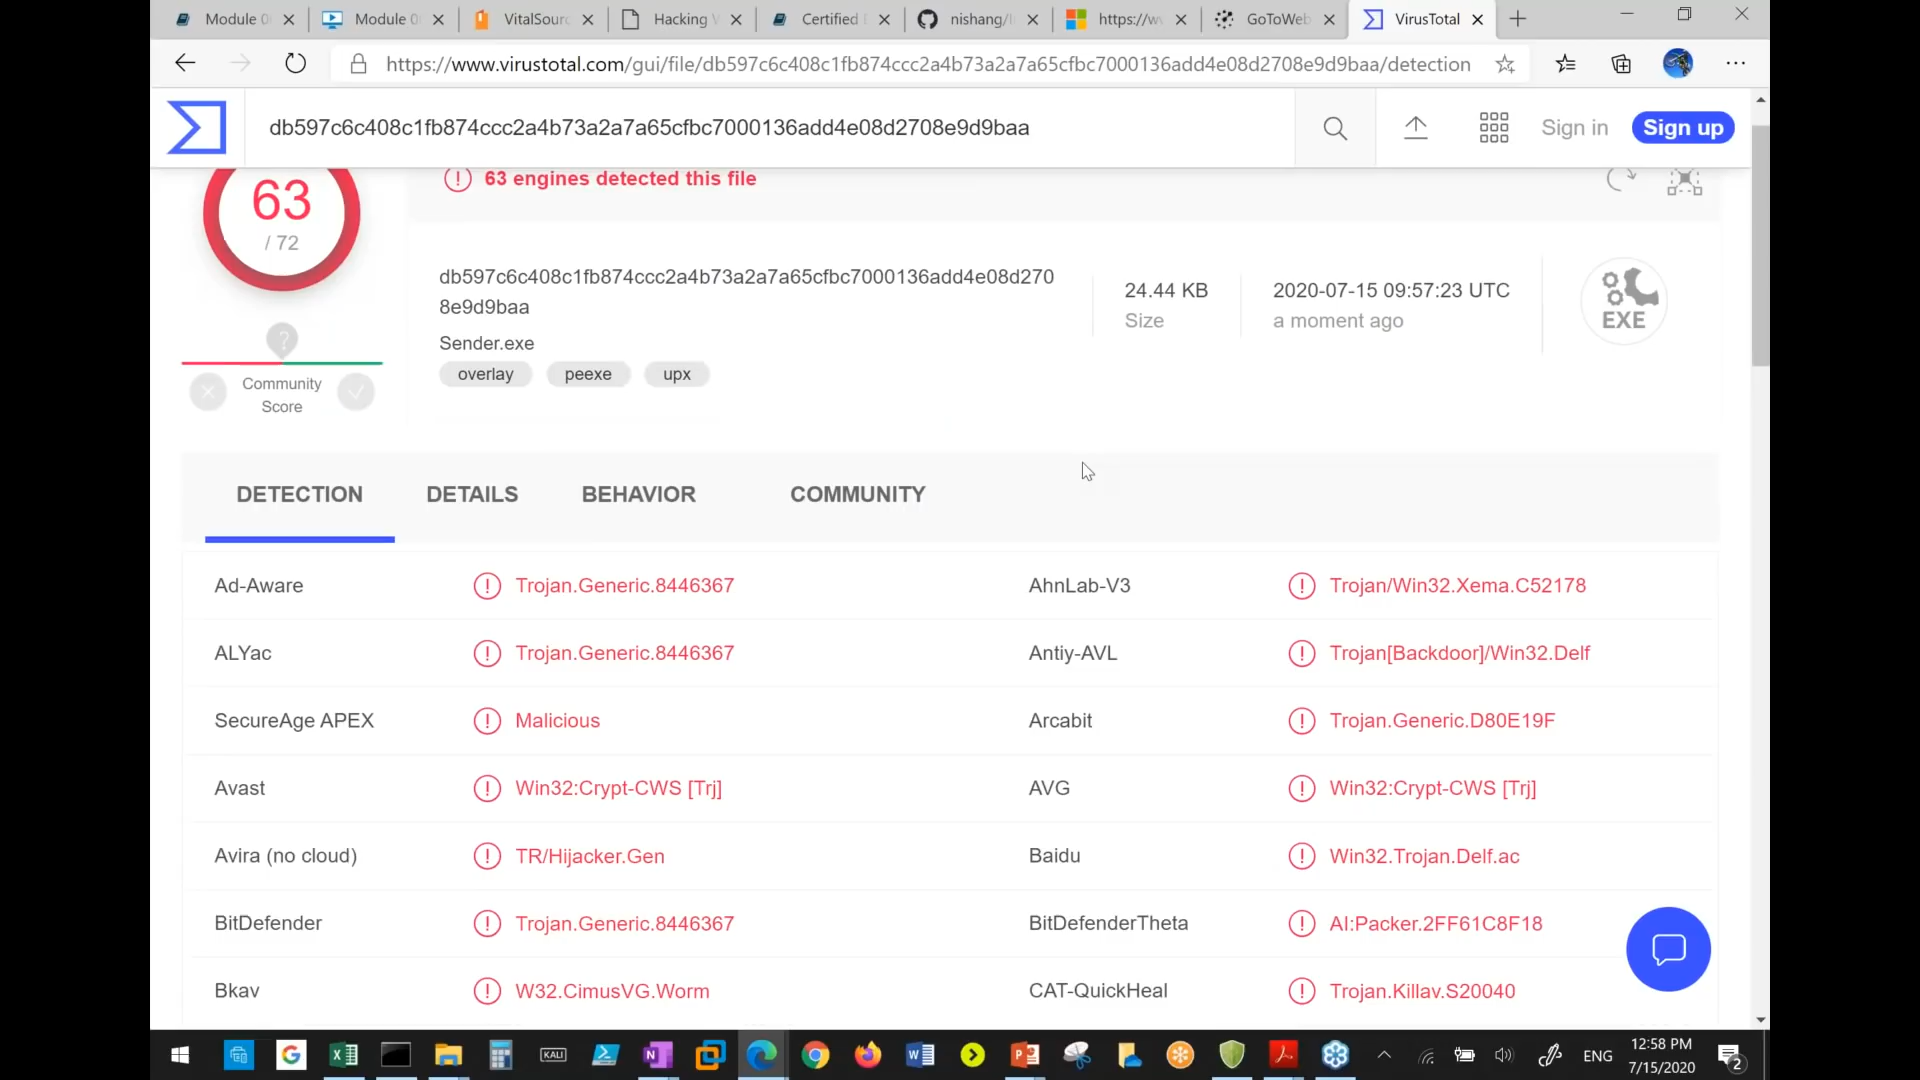 Module 0
Module 0
VitalSour
Hacking V
Certified
nishang/I
https://w
GoToWeb
VirusTotal
https://www.virustotal.com/gui/file/db597c6c408c1fb874ccc2a4b73a2a7a65cfbc7000136add4e08d2708e9d9baa/detection
db597c6c408c1fb874ccc2a4b73a2a7a65cfbc7000136add4e08d2708e9d9baa
Sign in
Sign up
63
/ 72
63 engines detected this file
db597c6c408c1fb874ccc2a4b73a2a7a65cfbc7000136add4e08d270
8e9d9baa
Sender.exe
overlay
peexe
upx
24.44 KB
Size
2020-07-15 09:57:23 UTC
a moment ago
EXE
?
Community
Score
DETECTION
DETAILS
BEHAVIOR
COMMUNITY
Ad-Aware
Trojan.Generic.8446367
AhnLab-V3
Trojan/Win32.Xema.C52178
ALYac
Trojan.Generic.8446367
Antiy-AVL
Trojan[Backdoor]/Win32.Delf
SecureAge APEX
Malicious
Arcabit
Trojan.Generic.D80E19F
Avast
Win32:Crypt-CWS [Trj]
AVG
Win32:Crypt-CWS [Trj]
Avira (no cloud)
TR/Hijacker.Gen
Baidu
Win32.Trojan.Delf.ac
BitDefender
Trojan.Generic.8446367
BitDefenderTheta
AI:Packer.2FF61C8F18
Bkav
W32.CimusVG.Worm
CAT-QuickHeal
Trojan.Killav.S20040
KALI
ENG
12:58 PM
7/15/2020
2